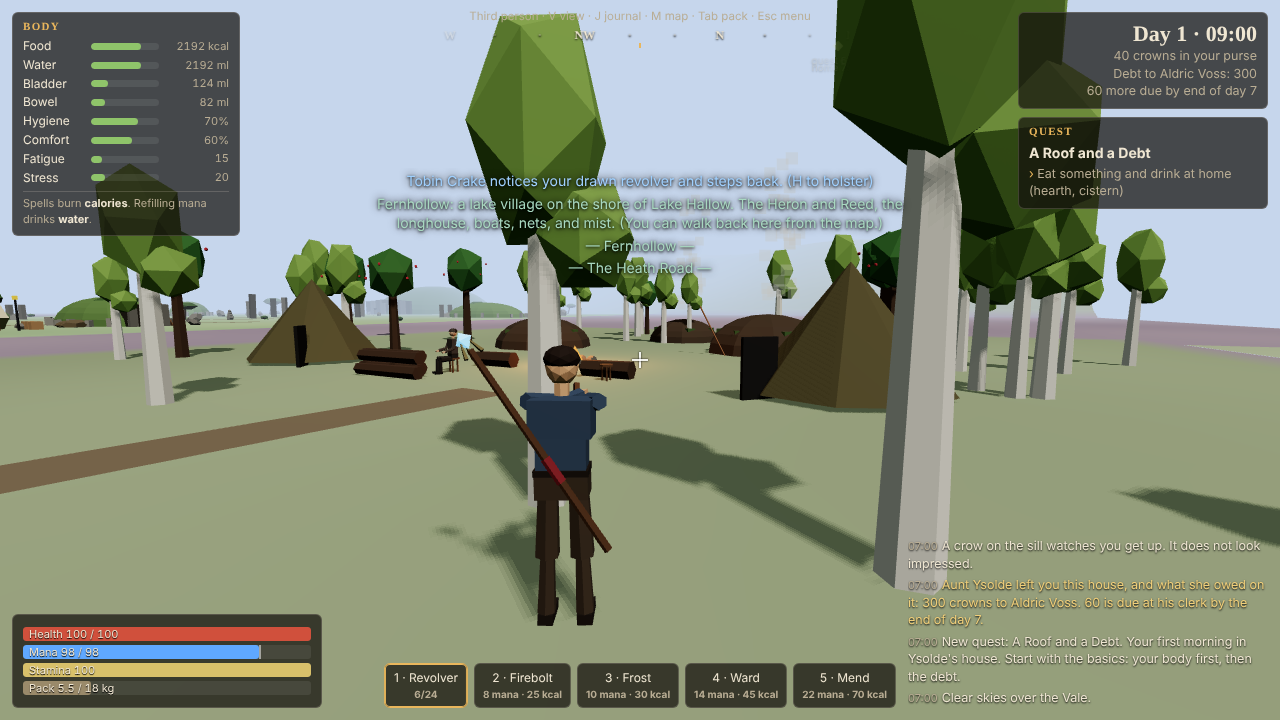 BODY
Food 2192 kcal
Water 2192 ml
Bladder 124 ml
Bowel 82 ml
Hygiene 70%
Comfort 60%
Fatigue 15
Stress 20
Spells burn calories. Refilling mana
drinks water.
Third person · V view · J journal · M map · Tab pack · Esc menu
W · · NW · · N · ·
Day 1 · 09:00
40 crowns in your purse
Debt to Aldric Voss: 300
60 more due by end of day 7
QUEST
A Roof and a Debt
› Eat something and drink at home
(hearth, cistern)
Tobin Crake notices your drawn revolver and steps back. (H to holster)
Fernhollow: a lake village on the shore of Lake Hallow. The Heron and Reed, the
longhouse, boats, nets, and mist. (You can walk back here from the map.)
— Fernhollow —
— The Heath Road —
07:00 A crow on the sill watches you get up. It does not look
impressed.
07:00 Aunt Ysolde left you this house, and what she owed on
it: 300 crowns to Aldric Voss. 60 is due at his clerk by the
end of day 7.
07:00 New quest: A Roof and a Debt. Your first morning in
Ysolde's house. Start with the basics: your body first, then
the debt.
07:00 Clear skies over the Vale.
Health 100 / 100
Mana 98 / 98
Stamina 100
Pack 5.5 / 18 kg
1 · Revolver
6/24
2 · Firebolt
8 mana · 25 kcal
3 · Frost
10 mana · 30 kcal
4 · Ward
14 mana · 45 kcal
5 · Mend
22 mana · 70 kcal